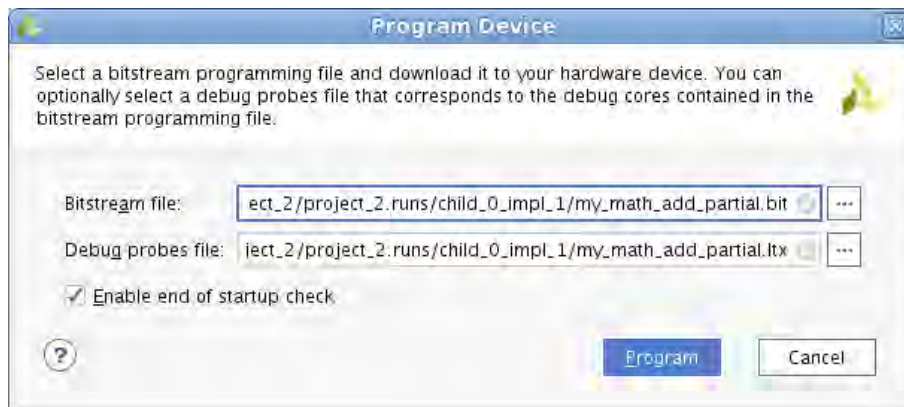 Program Device
Select a bitstream programming file and download it to your hardware device. You can
optionally select a debug probes file that corresponds to the debug cores contained in the
bitstream programming file.
Bitstream file: ect_2/project_2.runs/child_0_impl_1/my_math_add_partial.bit ...
Debug probes file: ject_2/project_2.runs/child_0_impl_1/my_math_add_partial.ltx ...
Enable end of startup check
? Program Cancel